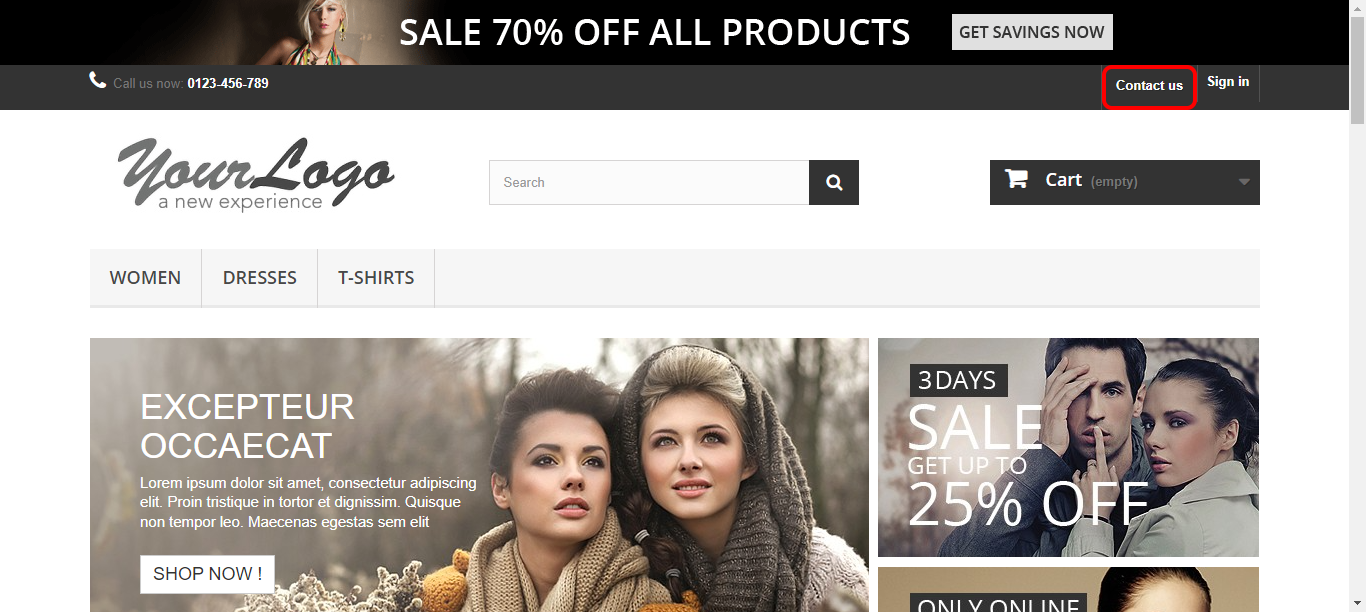 SALE 70% OFF ALL PRODUCTS GET SAVINGS NOW
Call us now: 0123-456-789 Contact us Sign in
YourLogo
a new experience
Search
Cart (empty)
WOMEN DRESSES T-SHIRTS
EXCEPTEUR
OCCAECAT
Lorem ipsum dolor sit amet, consectetur adipiscing
elit. Proin tristique in tortor et dignissim. Quisque
non tempor leo. Maecenas egestas sem elit
SHOP NOW !
3 DAYS
SALE
GET UP TO
25% OFF
ONLY ONLINE